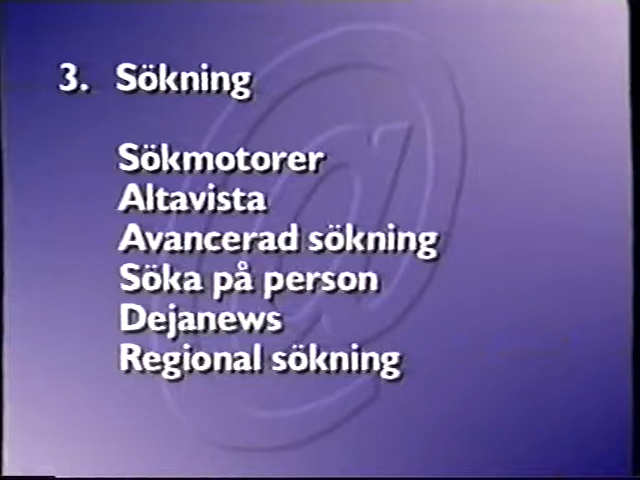 3. Sökning
Sökmotorer
Altavista
Avancerad sökning
Söka på person
Dejanews
Regional sökning